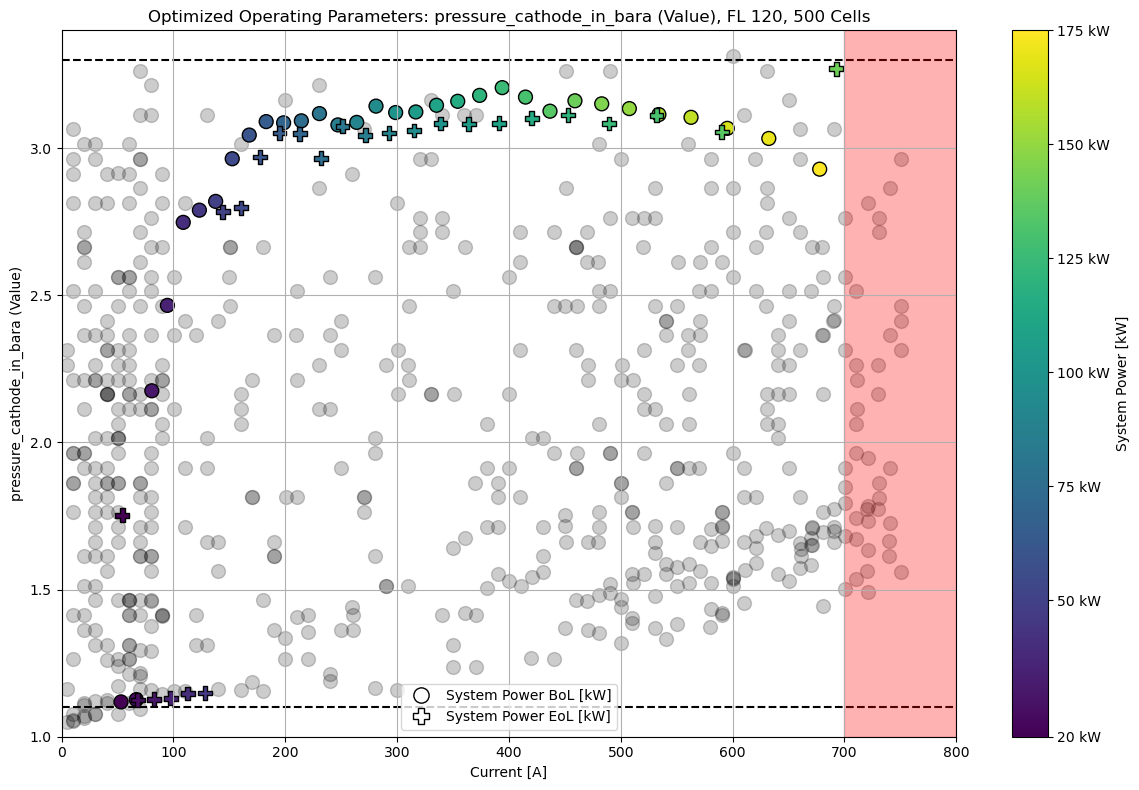 Optimized Operating Parameters: pressure_cathode_in_bara (Value), FL 120, 500 Cells
pressure_cathode_in_bara (Value)
3.0
2.5
2.0
1.5
1.0
0
100
200
300
400
500
600
700
800
Current [A]
System Power BoL [kW]
System Power EoL [kW]
175 kW
150 kW
125 kW
100 kW
75 kW
50 kW
20 kW
System Power [kW]